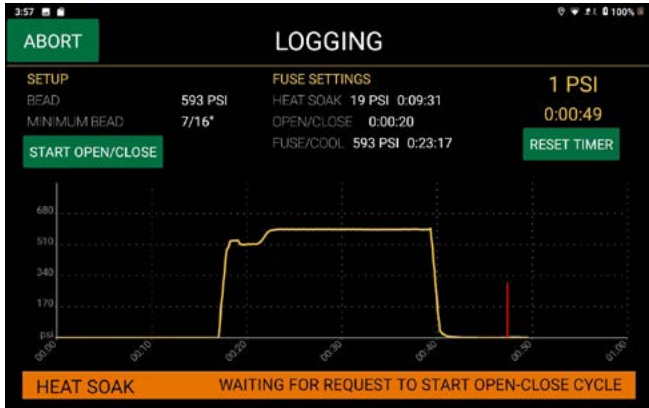 3:57 100%
ABORT LOGGING
SETUP FUSE SETTINGS 1 PSI
BEAD 593 PSI HEAT SOAK 19 PSI 0:09:31 0:00:49
MINIMUM BEAD 7/16" OPEN/CLOSE 0:00:20
START OPEN/CLOSE FUSE/COOL 593 PSI 0:23:17 RESET TIMER
680
510
340
170
psi
00:00 00:10 00:20 00:30 00:40 00:50 01:00
HEAT SOAK WAITING FOR REQUEST TO START OPEN-CLOSE CYCLE